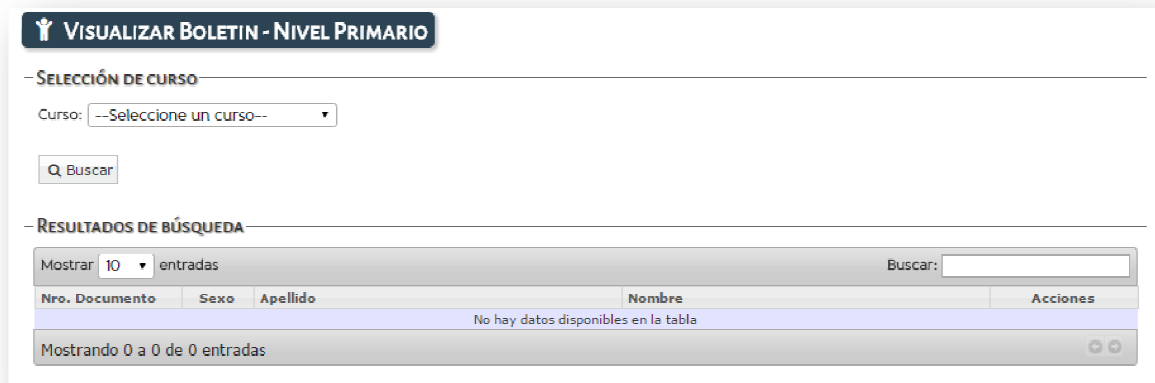 VISUALIZAR BOLETIN - NIVEL PRIMARIO
SELECCIÓN DE CURSO
Curso: --Seleccione un curso--
Buscar
RESULTADOS DE BÚSQUEDA
Mostrar 10 entradas Buscar:
Nro. Documento Sexo Apellido Nombre Acciones
No hay datos disponibles en la tabla
Mostrando 0 a 0 de 0 entradas